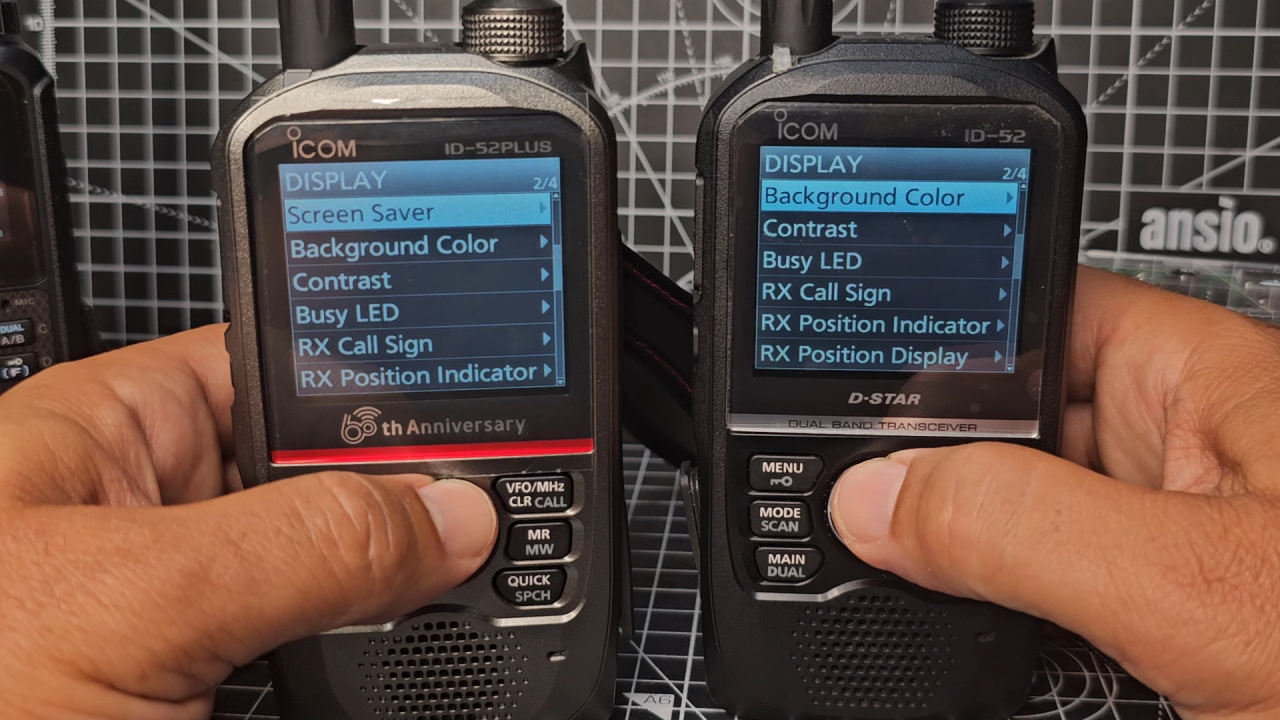 ICOM
ID-52PLUS
DISPLAY
2/4
Screen Saver
Background Color
Contrast
Busy LED
RX Call Sign
RX Position Indicator
60th Anniversary
VFO/MHz
CLR CALL
MR
MW
QUICK
SPCH
ICOM
ID-52
DISPLAY
2/4
Background Color
Contrast
Busy LED
RX Call Sign
RX Position Indicator
RX Position Display
D-STAR
DUAL BAND TRANSCEIVER
MENU
MODE
SCAN
MAIN
DUAL
ansio®
MIC
DUAL
A/B
C
(F)
D
10
A6